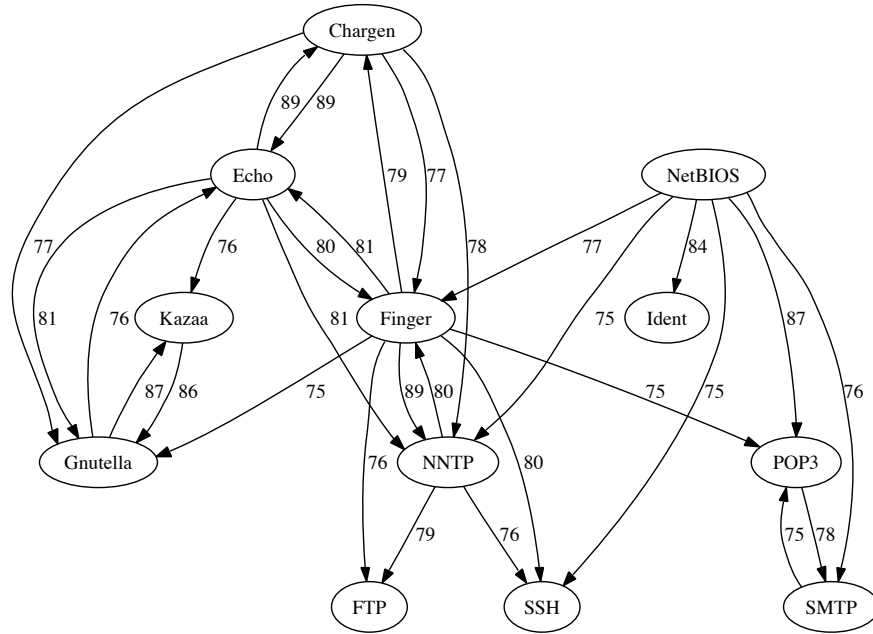 Chargen
89
89
Echo
NetBIOS
79
77
77
76
80
81
78
77
84
81
76
Kazaa
Finger
81
75
Ident
87
87
86
75
89
80
75
75
76
Gnutella
76
NNTP
80
POP3
79
76
75
78
FTP
SSH
SMTP